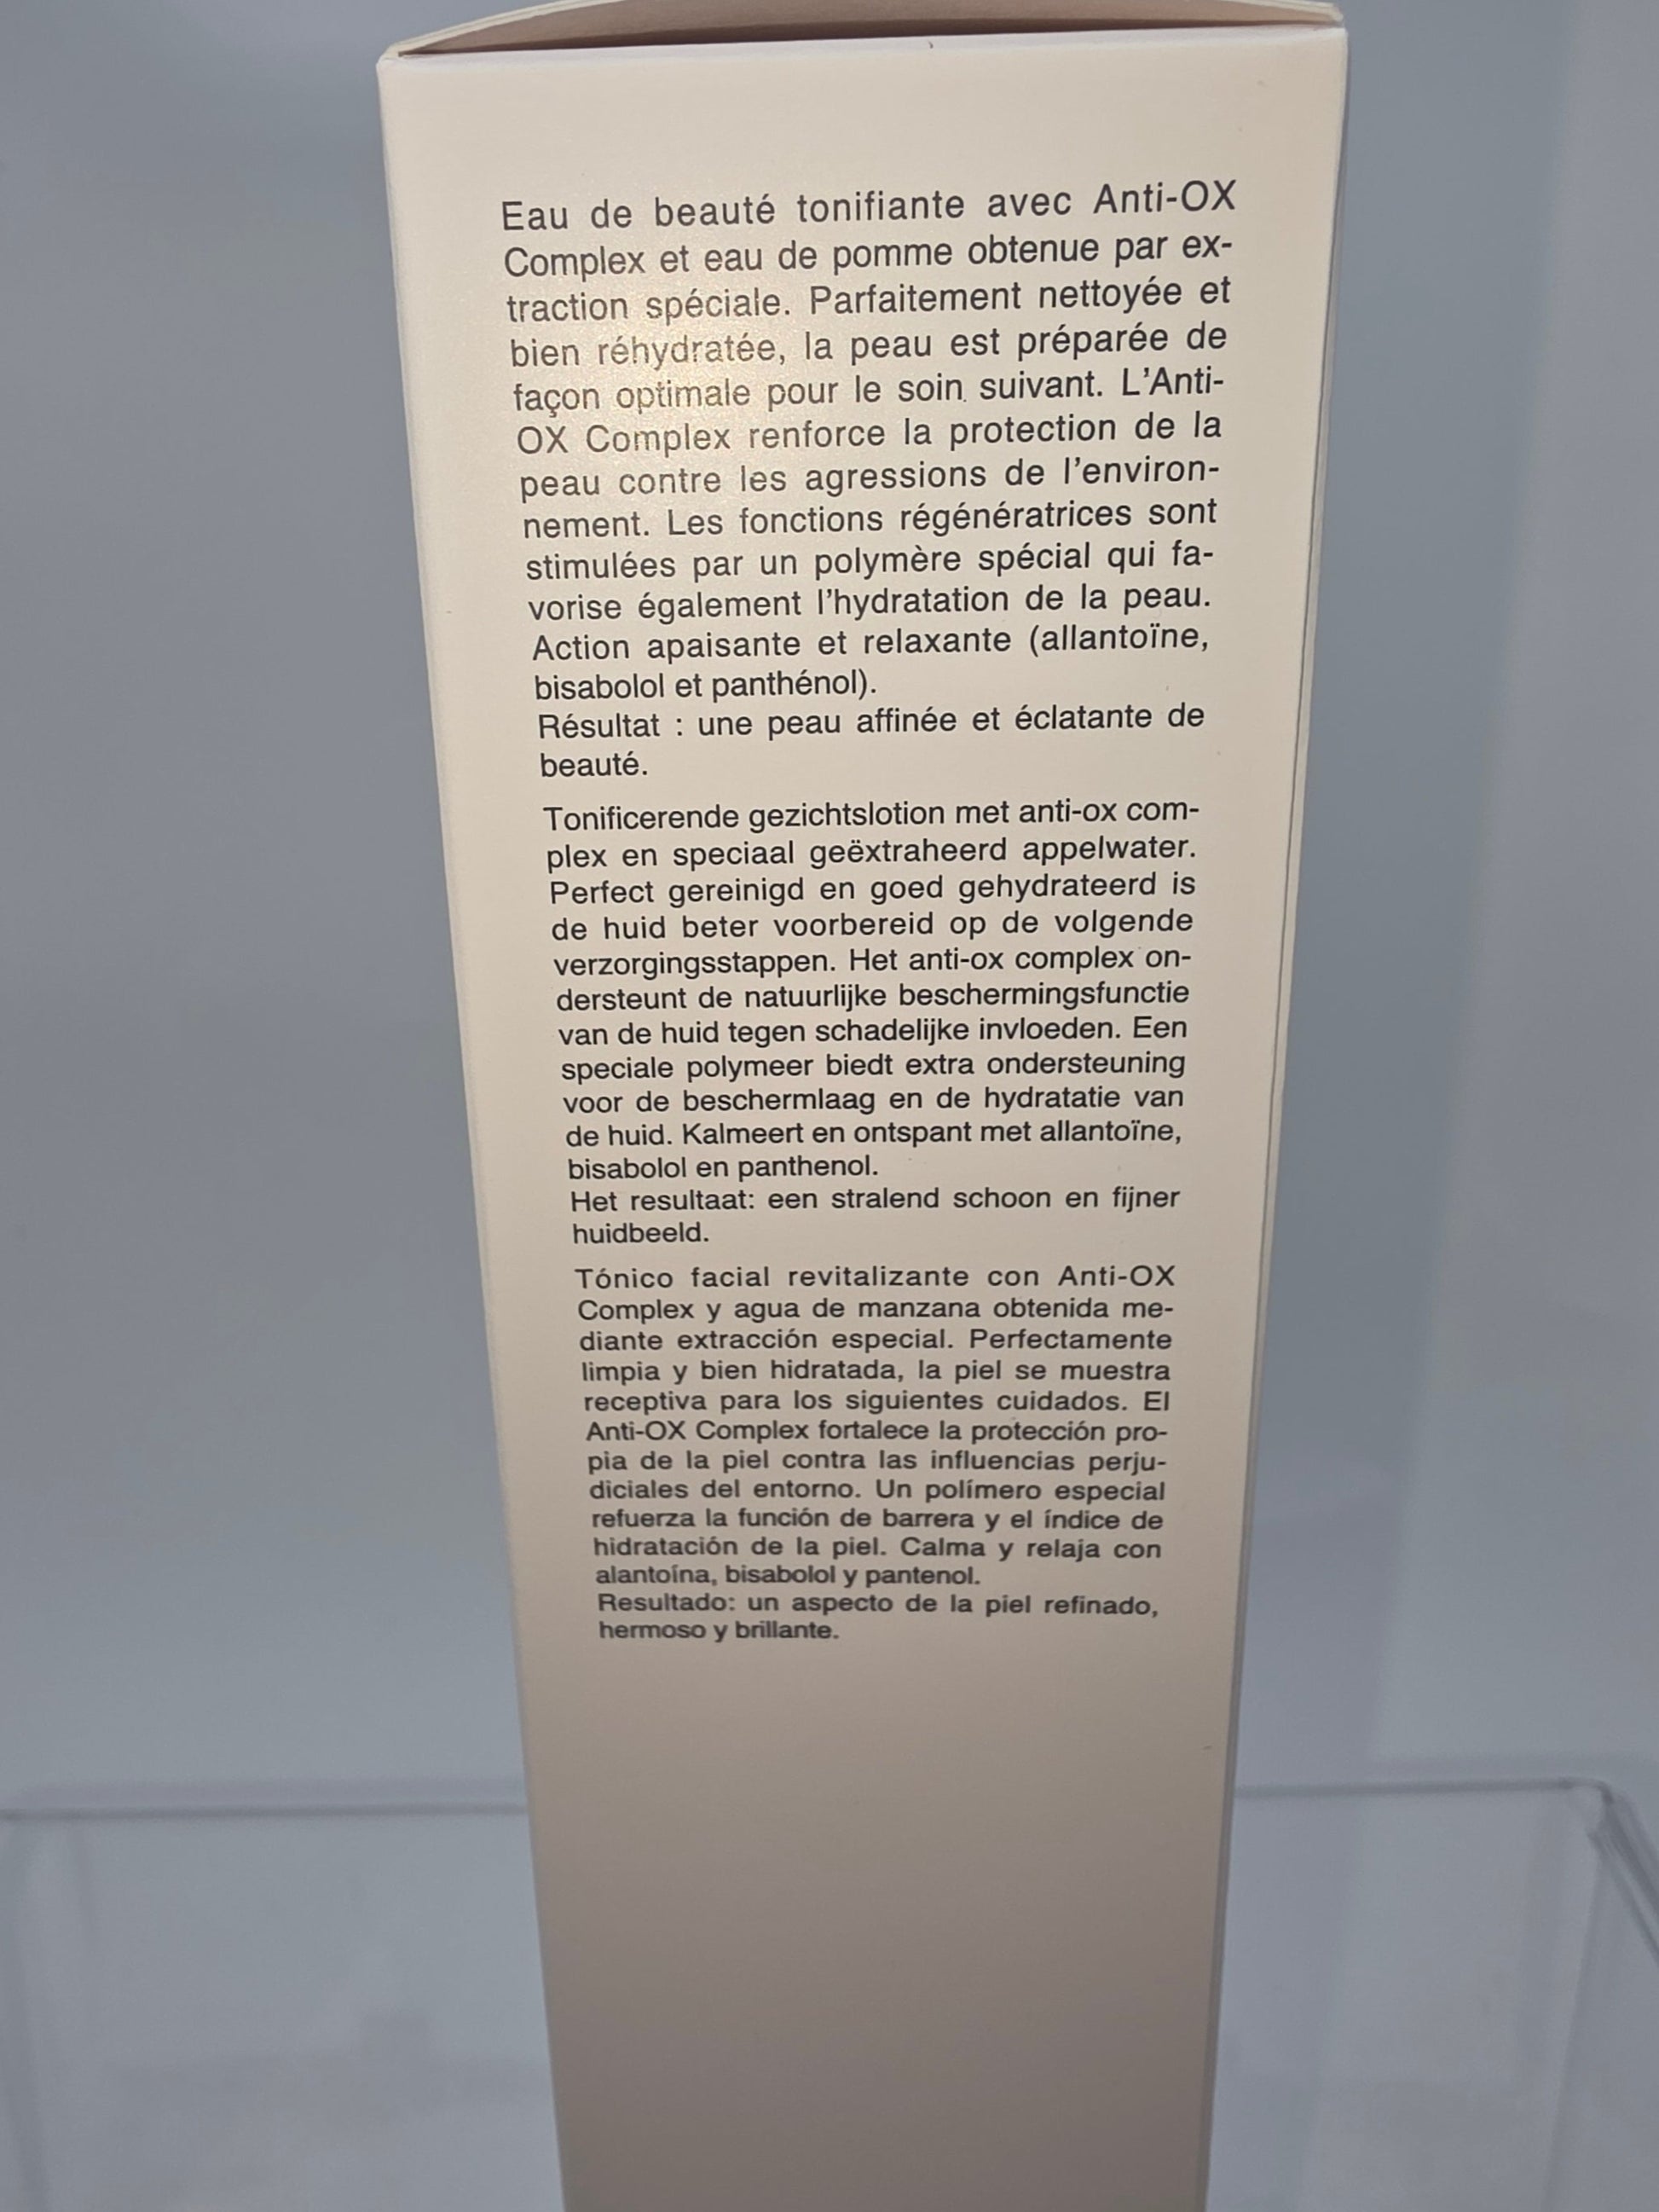 Eau de beauté tonifiante avec Anti-OX
Complex et eau de pomme obtenue par ex-
traction spéciale. Parfaitement nettoyée et
bien réhydratée, la peau est préparée de
façon optimale pour le soin suivant. L'Anti-
OX Complex renforce la protection de la
peau contre les agressions de l'environ-
nement. Les fonctions régénératrices sont
stimulées par un polymère spécial qui fa-
vorise également l'hydratation de la peau.
Action apaisante et relaxante (allantoïne,
bisabolol et panthénol).
Résultat : une peau affinée et éclatante de
beauté.
Tonificerende gezichtslotion met anti-ox com-
plex en speciaal geëxtraheerd appelwater.
Perfect gereinigd en goed gehydrateerd is
de huid beter voorbereid op de volgende
verzorgingsstappen. Het anti-ox complex on-
dersteunt de natuurlijke beschermingsfunctie
van de huid tegen schadelijke invloeden. Een
speciale polymeer biedt extra ondersteuning
voor de beschermlaag en de hydratatie van
de huid. Kalmeert en ontspant met allantoïne,
bisabolol en panthenol.
Het resultaat: een stralend schoon en fijner
huidbeeld.
Tónico facial revitalizante con Anti-OX
Complex y agua de manzana obtenida me-
diante extracción especial. Perfectamente
limpia y bien hidratada, la piel se muestra
receptiva para los siguientes cuidados. El
Anti-OX Complex fortalece la protección pro-
pia de la piel contra las influencias perju-
diciales del entorno. Un polímero especial
refuerza la función de barrera y el índice de
hidratación de la piel. Calma y relaja con
alantoína, bisabolol y pantenol.
Resultado: un aspecto de la piel refinado,
hermoso y brillante.